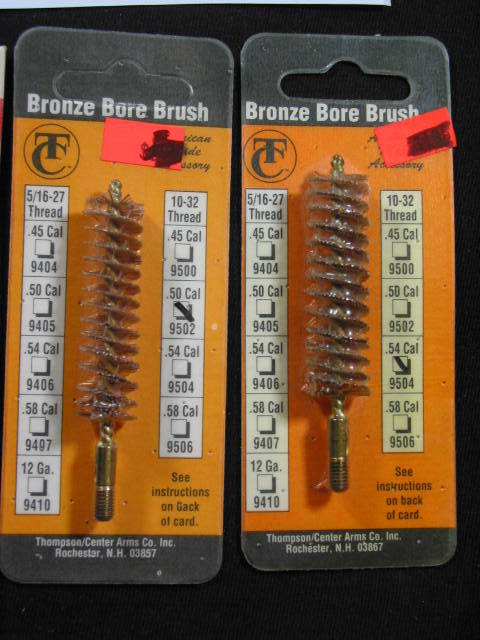 Bronze Bore Brush
TC
5/16-27
Thread
.45 Cal
9404
.50 Cal
9405
.54 Cal
9406
.58 Cal
9407
12 Ga.
9410
10-32
Thread
.45 Cal
9500
.50 Cal
9502
.54 Cal
9504
.58 Cal
9506
See
instructions
on back
of card.
Thompson/Center Arms Co. Inc.
Rochester, N.H. 03867
Bronze Bore Brush
TC
5/16-27
Thread
.45 Cal
9404
.50 Cal
9405
.54 Cal
9406
.58 Cal
9407
12 Ga.
9410
10-32
Thread
.45 Cal
9500
.50 Cal
9502
.54 Cal
9504
.58 Cal
9506
See
instructions
on back
of card.
Thompson/Center Arms Co. Inc.
Rochester, N.H. 03867